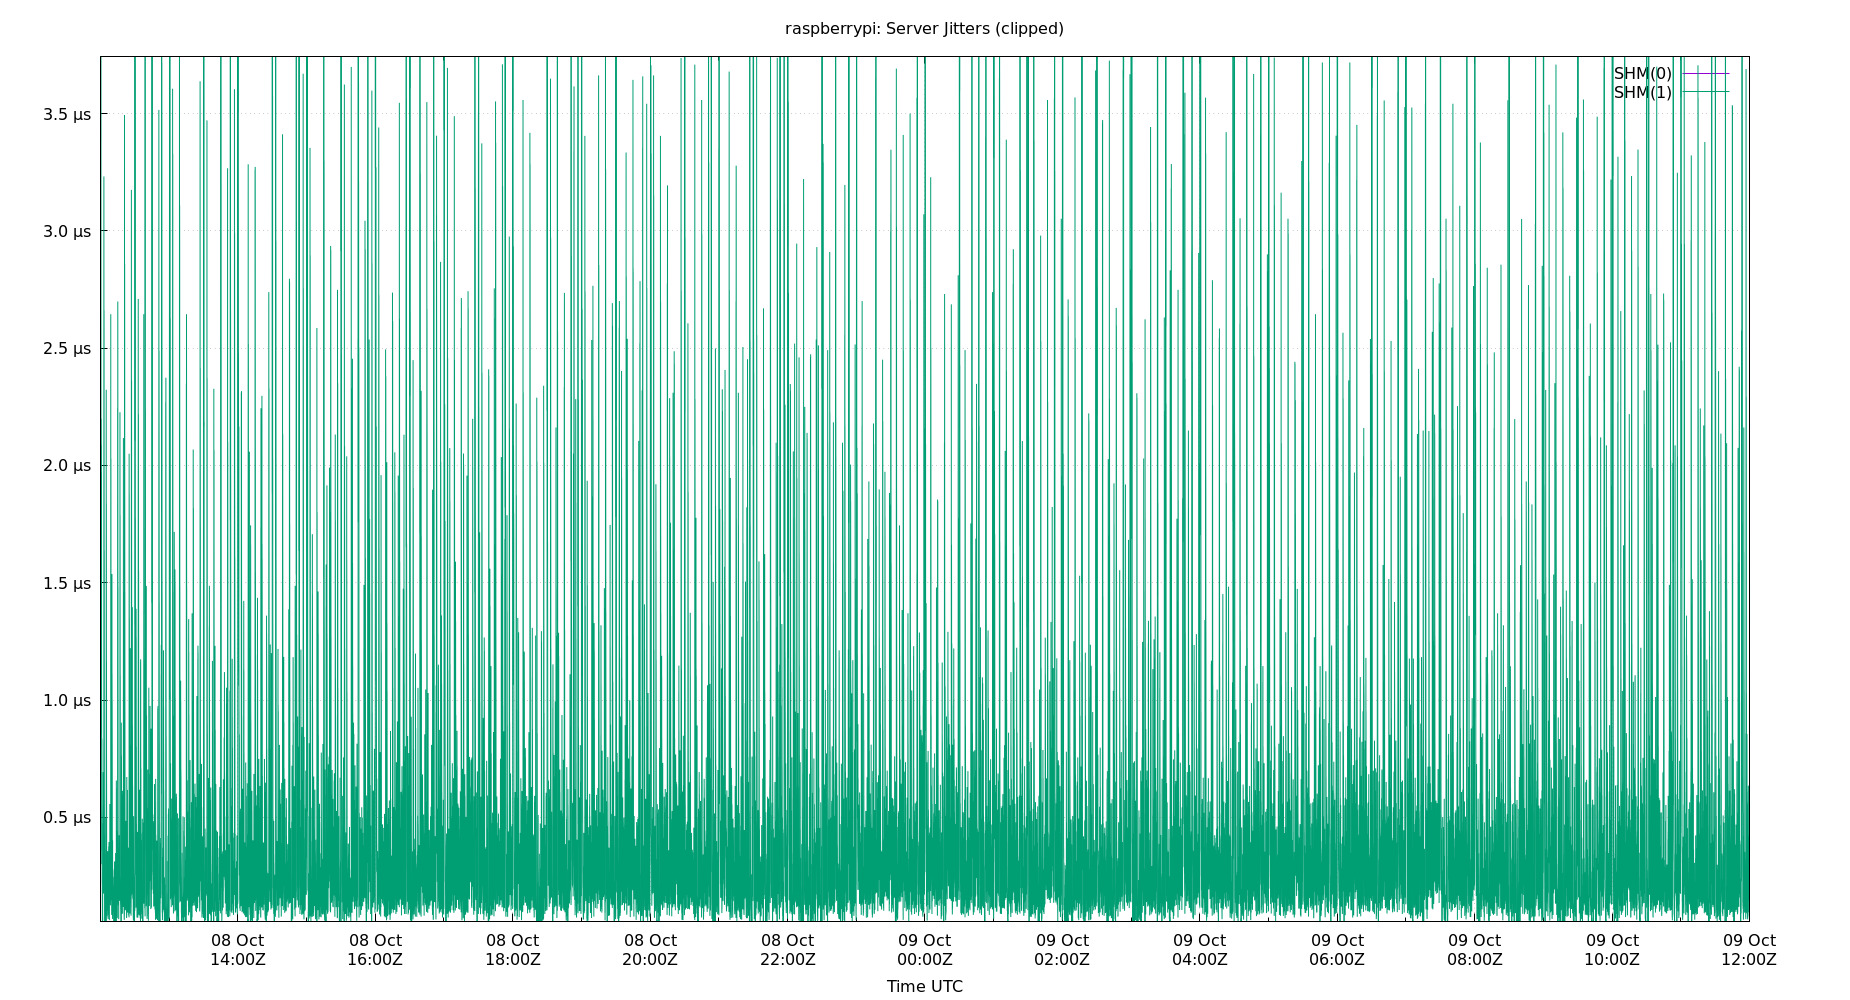 raspberrypi: Server Jitters (clipped)
SHM(0)
SHM(1)
3.5 µs
3.0 µs
2.5 µs
2.0 µs
1.5 µs
1.0 µs
0.5 µs
08 Oct 08 Oct 08 Oct 08 Oct 08 Oct 09 Oct 09 Oct 09 Oct 09 Oct 09 Oct 09 Oct 09 Oct
14:00Z 16:00Z 18:00Z 20:00Z 22:00Z 00:00Z 02:00Z 04:00Z 06:00Z 08:00Z 10:00Z 12:00Z
Time UTC